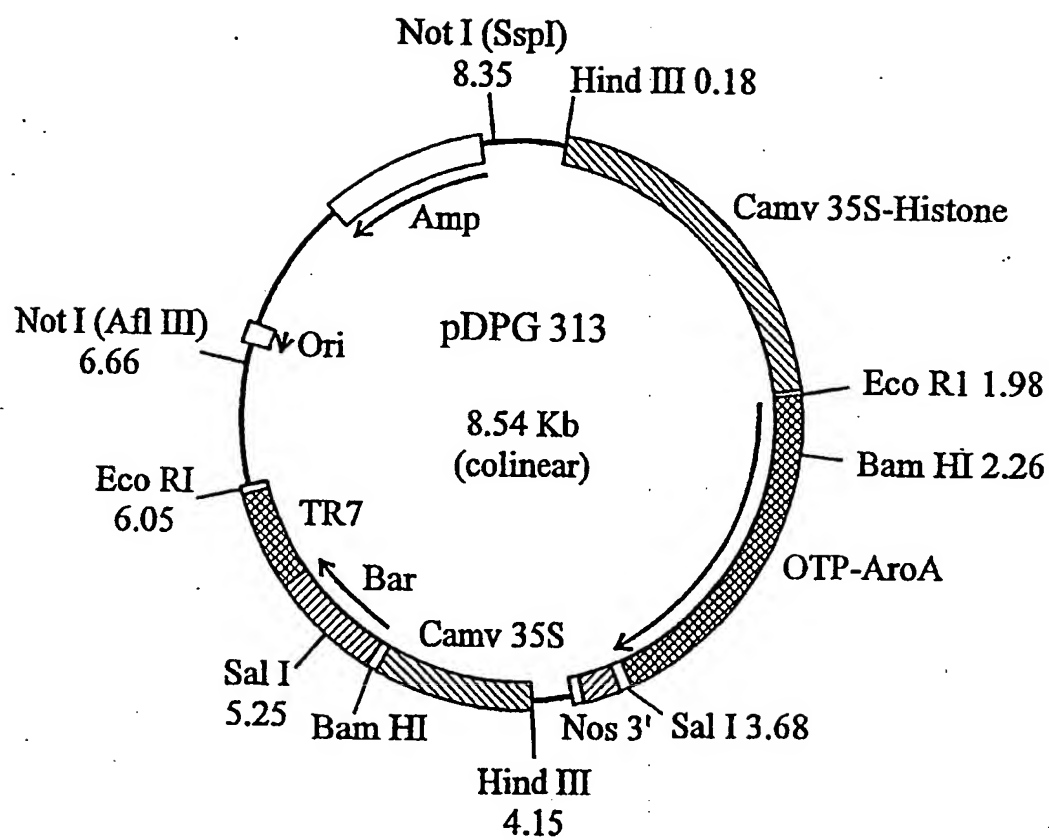 Not I (SspI)
8.35
Hind III 0.18
Camv 35S-Histone
Amp
Not I (Afl III)
6.66
Ori
pDPG 313
8.54 Kb
(colinear)
Eco R1 1.98
Bam HI 2.26
Eco RI
6.05
TR7
Bar
OTP-AroA
Camv 35S
Sal I
5.25
Bam HI
Nos 3'
Sal I 3.68
Hind III
4.15